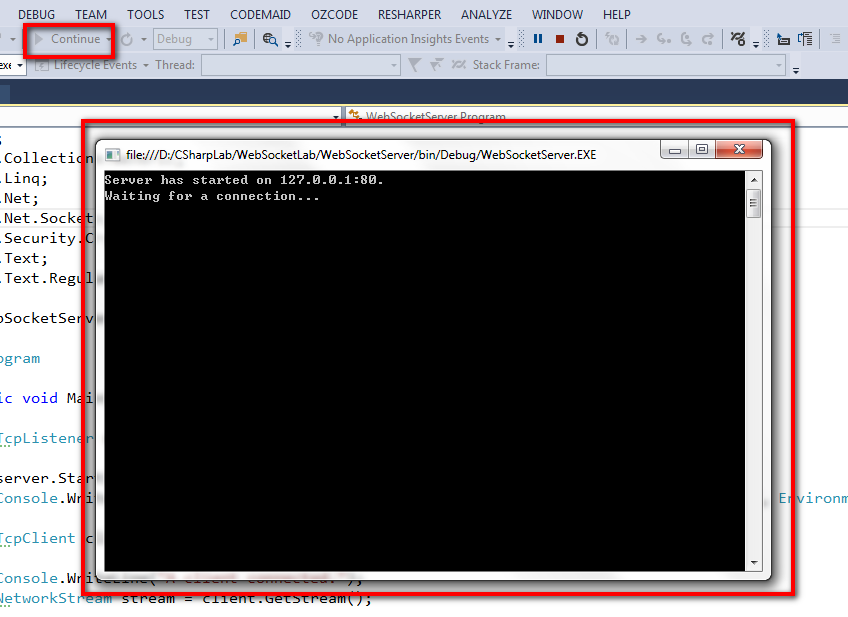 DEBUG TEAM TOOLS TEST CODEMAID OZCODE RESHARPER ANALYZE WINDOW HELP
Continue Debug No Application Insights Events
Lifecycle Events Thread: Stack Frame:
WebSocketServer.Program
file:///D:/CSharpLab/WebSocketLab/WebSocketServer/bin/Debug/WebSocketServer.EXE
Server has started on 127.0.0.1:80.
Waiting for a connection...
.Collection
.Linq;
.Net;
.Net.Socket
.Security.C
.Text;
.Text.Regul
bSocketServ
ogram
ic void Mai
TcpListener
server.Star
Console.Wri Environm
TcpClient c
Console.WriteLine("A client connected.");
NetworkStream stream = client.GetStream();